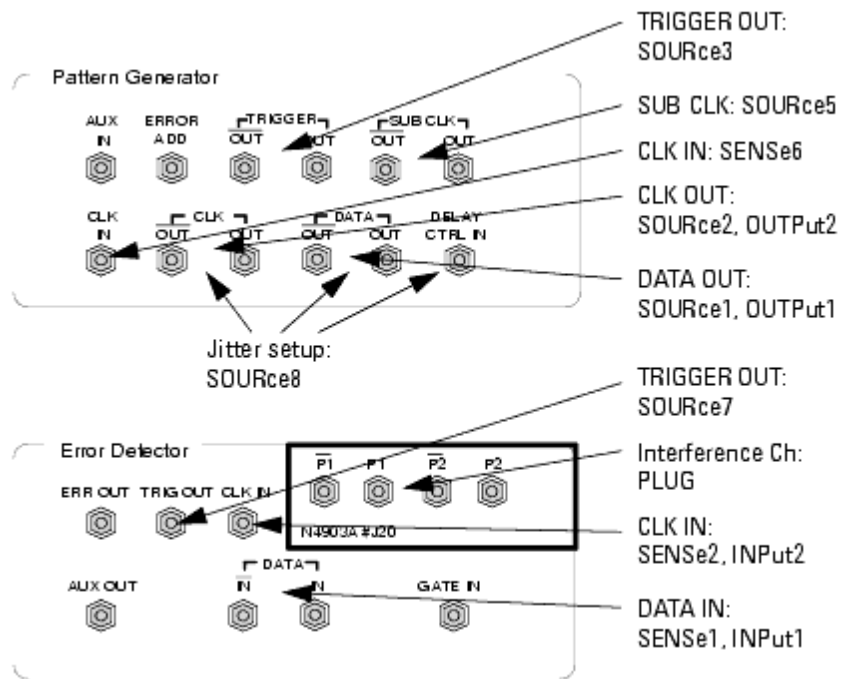 TRIGGER OUT:
SOURce3
Pattern Generator
AUX
IN
ERROR
ADD
TRIGGER
OUT
OUT
SUB CLK
OUT
OUT
SUB CLK: SOURce5
CLK IN: SENSe6
CLK
IN
CLK
OUT
OUT
DATA
OUT
OUT
DELAY
CTRL IN
CLK OUT:
SOURce2, OUTPut2
DATA OUT:
SOURce1, OUTPut1
Jitter setup:
SOURce8
TRIGGER OUT:
SOURce7
Error Detector
P1
P1
P2
P2
Interference Ch:
PLUG
ERR OUT
TRIG OUT
CLK IN
N4903A #J20
CLK IN:
SENSe2, INPut2
AUX OUT
DATA
IN
IN
GATE IN
DATA IN:
SENSe1, INPut1